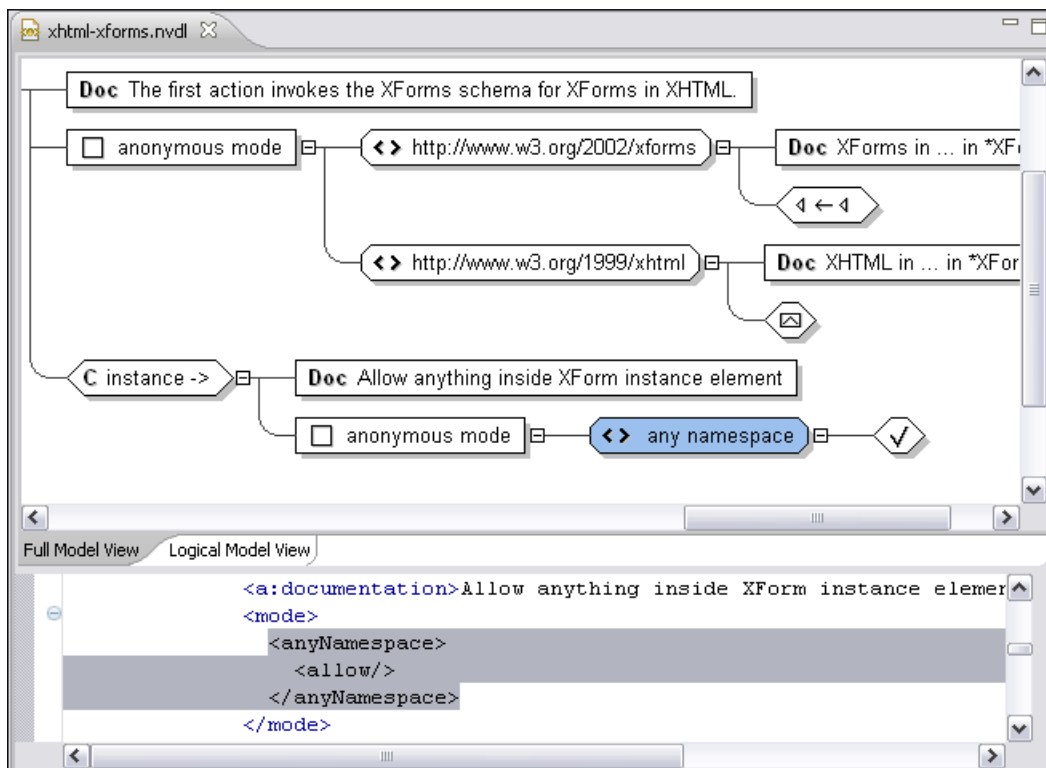 xhtml-xforms.nvdl
Doc The first action invokes the XForms schema for XForms in XHTML.
anonymous mode
<> http://www.w3.org/2002/xforms
Doc XForms in ... in *XFo
<> http://www.w3.org/1999/xhtml
Doc XHTML in ... in *XFor
C instance ->
Doc Allow anything inside XForm instance element
anonymous mode
<> any namespace
Full Model View
Logical Model View
<a:documentation>Allow anything inside XForm instance elemen
<mode>
<anyNamespace>
<allow/>
</anyNamespace>
</mode>